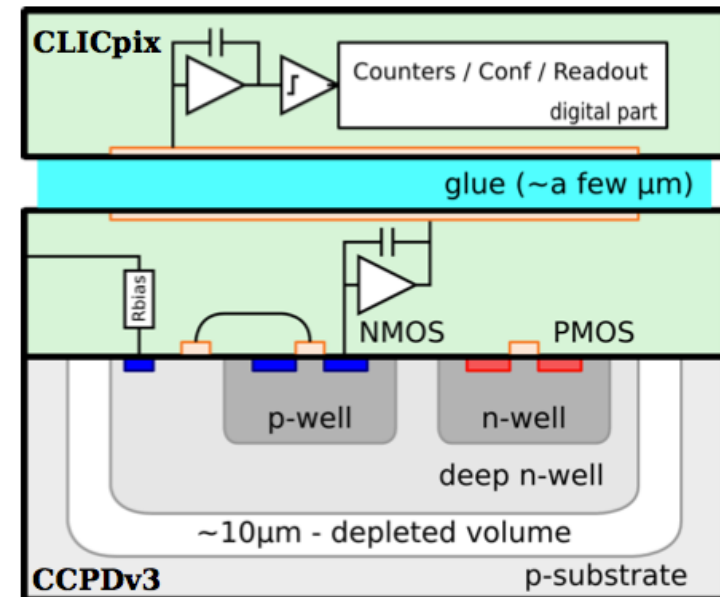 CLICpix
Counters / Conf / Readout
digital part
glue (~a few μm)
Rbias
NMOS
PMOS
p-well
n-well
deep n-well
~10μm - depleted volume
CCPDv3
p-substrate